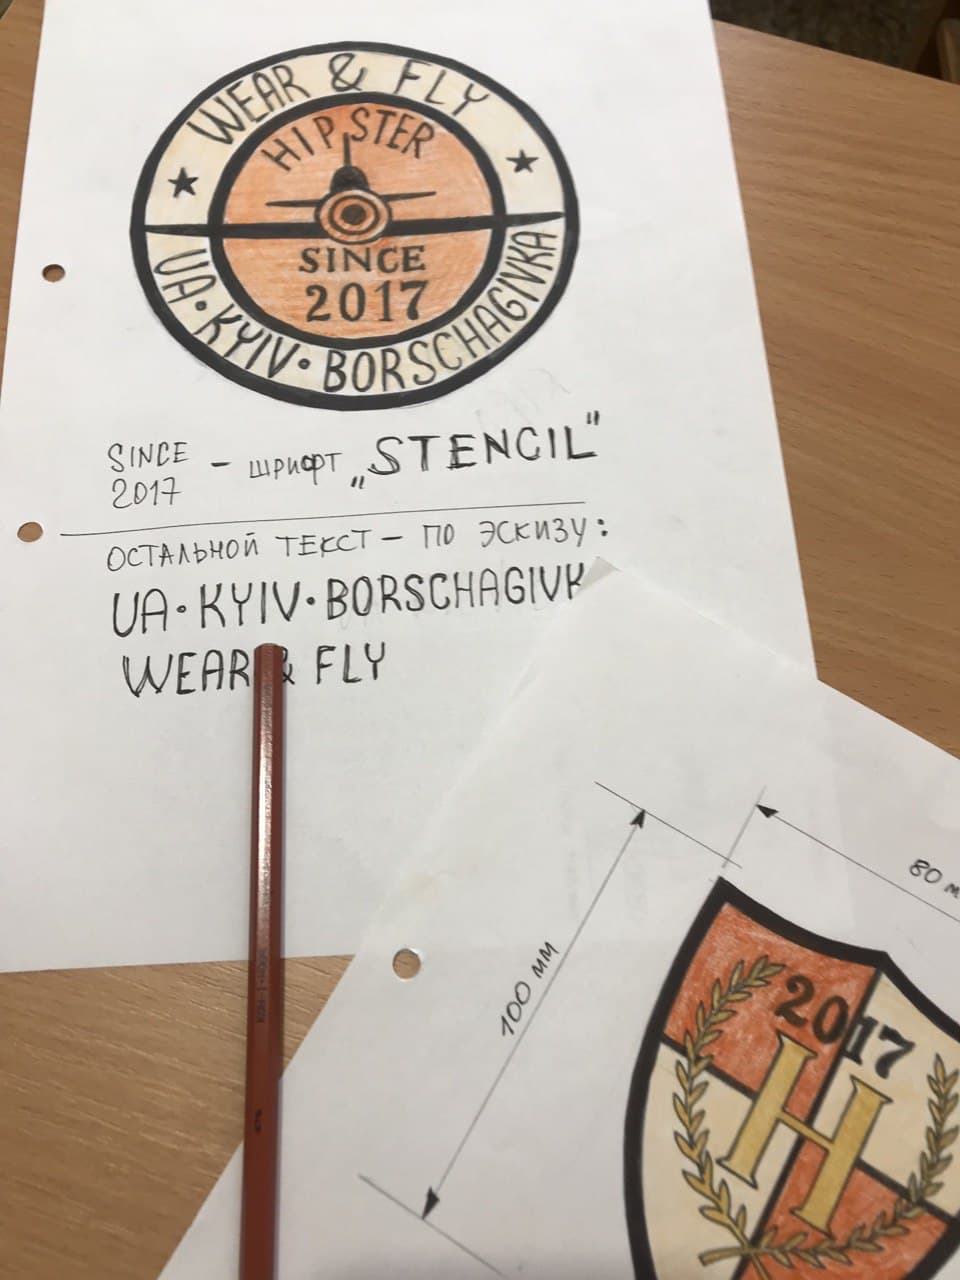 WEAR & FLY
HIPSTER
SINCE
2017
UA·KYIV·BORSCHAGIVKA
SINCE
2017 - шрифт „STENCIL"
ОСТАЛЬНОЙ ТЕКСТ - ПО ЭСКИЗУ:
UA·KYIV·BORSCHAGIVK
WEAR & FLY
80 м
100 мм
2017
H